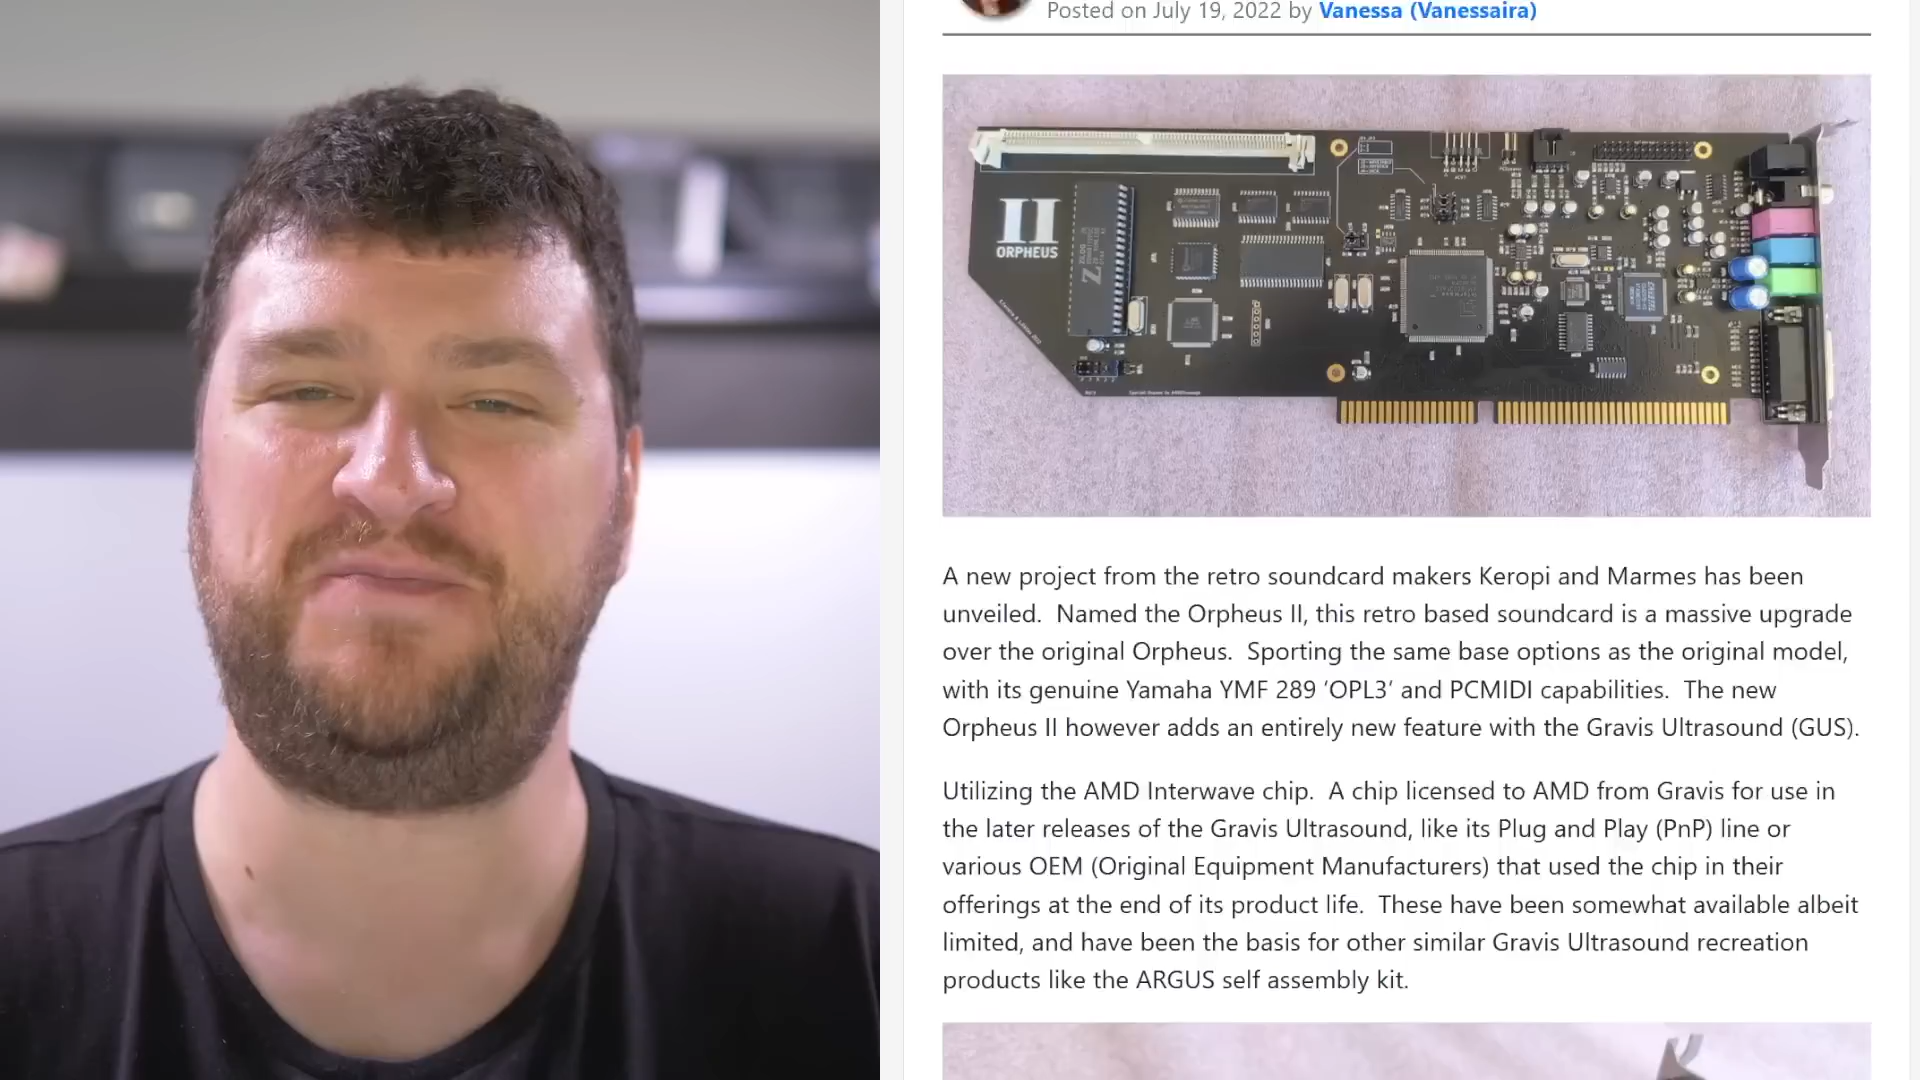 Posted on July 19, 2022 by Vanessa (Vanessaira)
II
ORPHEUS
A new project from the retro soundcard makers Keropi and Marmes has been
unveiled.  Named the Orpheus II, this retro based soundcard is a massive upgrade
over the original Orpheus.  Sporting the same base options as the original model,
with its genuine Yamaha YMF 289 ‘OPL3’ and PCMIDI capabilities.  The new
Orpheus II however adds an entirely new feature with the Gravis Ultrasound (GUS).
Utilizing the AMD Interwave chip.  A chip licensed to AMD from Gravis for use in
the later releases of the Gravis Ultrasound, like its Plug and Play (PnP) line or
various OEM (Original Equipment Manufacturers) that used the chip in their
offerings at the end of its product life.  These have been somewhat available albeit
limited, and have been the basis for other similar Gravis Ultrasound recreation
products like the ARGUS self assembly kit.